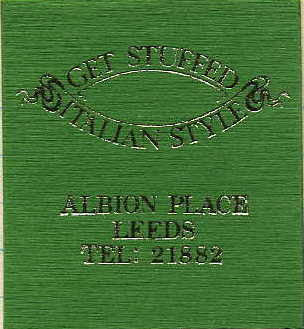 GET STUFFED
ITALIAN STYLE
ALBION PLACE
LEEDS
TEL: 21882